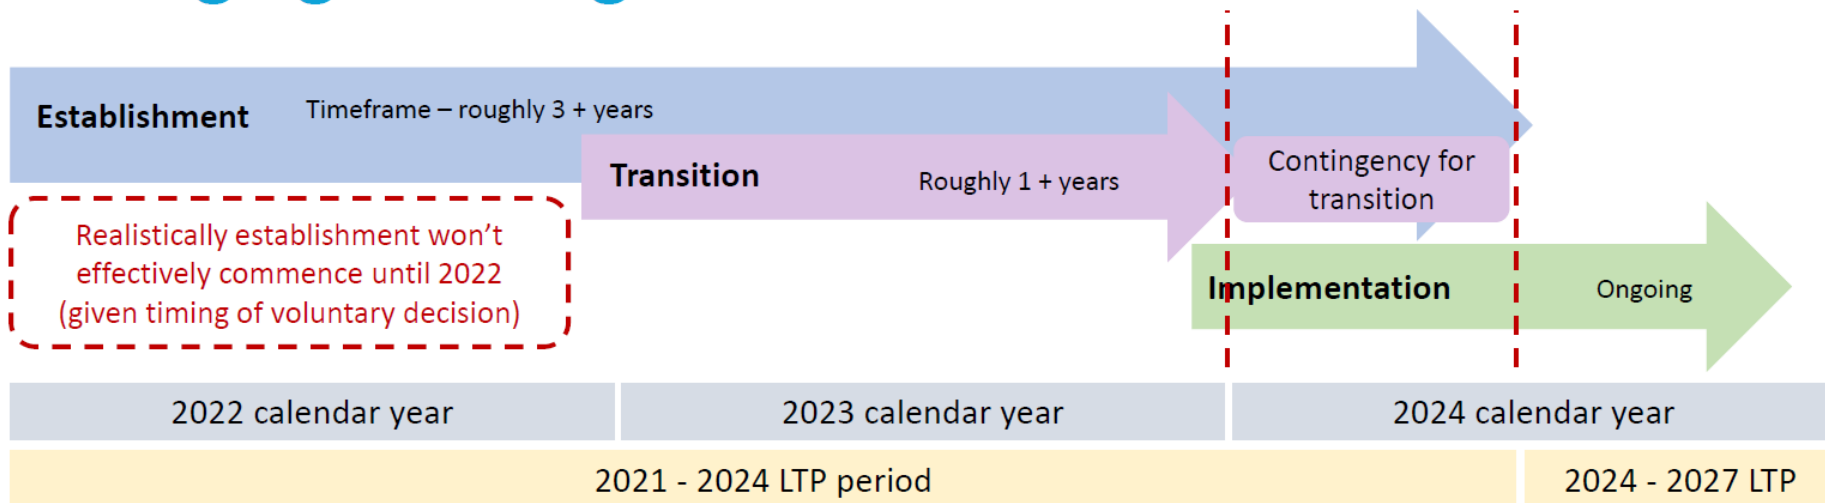 Establishment
Timeframe – roughly 3 + years
Transition
Roughly 1 + years
Contingency for
transition
Realistically establishment won’t
effectively commence until 2022
(given timing of voluntary decision)
Implementation
Ongoing
2022 calendar year
2023 calendar year
2024 calendar year
2021 - 2024 LTP period
2024 - 2027 LTP